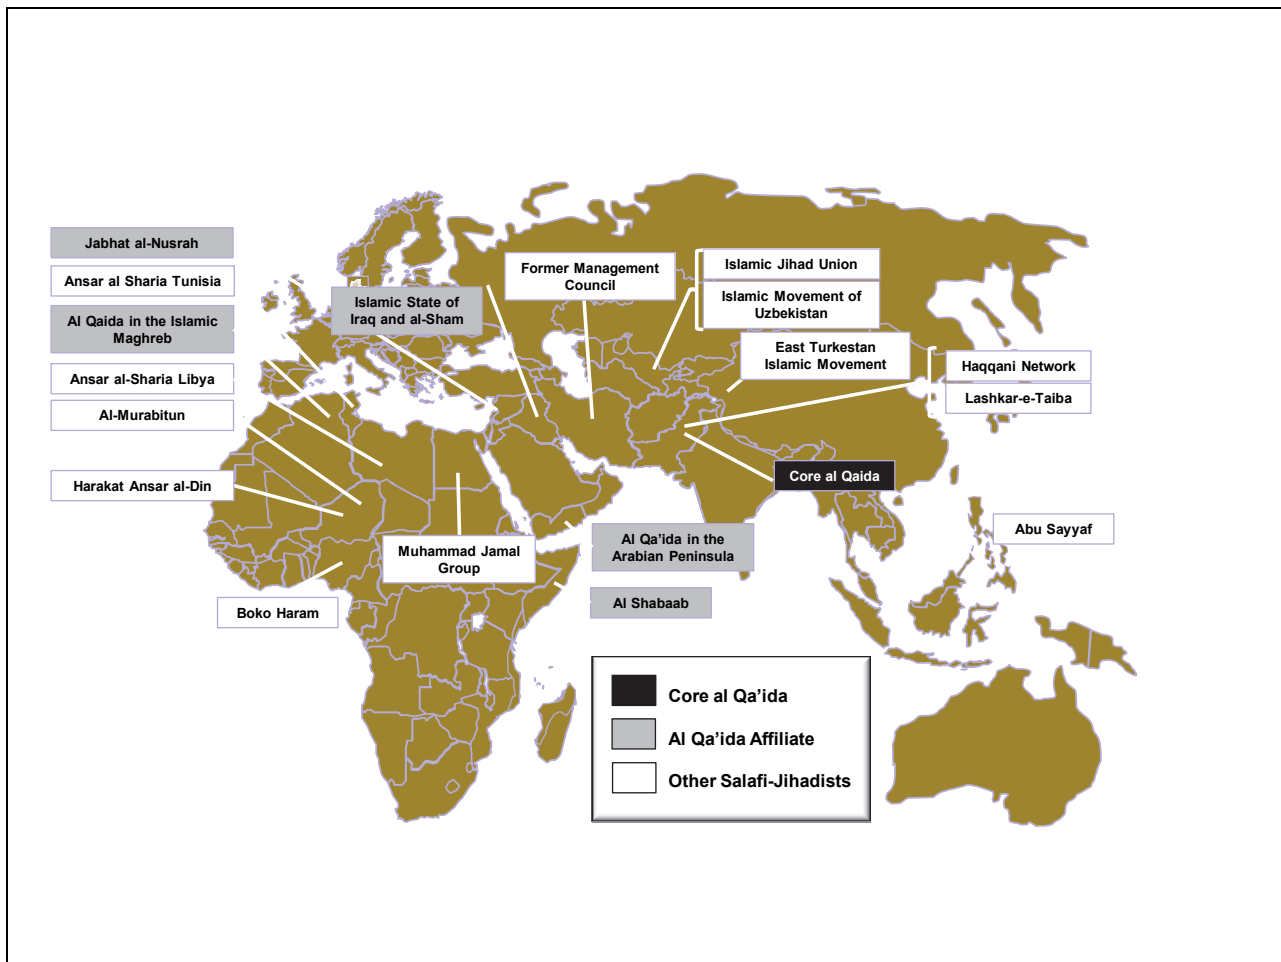 Jabhat al-Nusrah
Ansar al Sharia Tunisia
Al Qaida in the Islamic
Maghreb
Ansar al-Sharia Libya
Al-Murabitun
Harakat Ansar al-Din
Boko Haram
Islamic State of
Iraq and al-Sham
Muhammad Jamal
Group
Former Management
Council
Islamic Jihad Union
Islamic Movement of
Uzbekistan
East Turkestan
Islamic Movement
Haqqani Network
Lashkar-e-Taiba
Core al Qaida
Abu Sayyaf
Al Qa’ida in the
Arabian Peninsula
Al Shabaab
Core al Qa’ida
Al Qa’ida Affiliate
Other Salafi-Jihadists